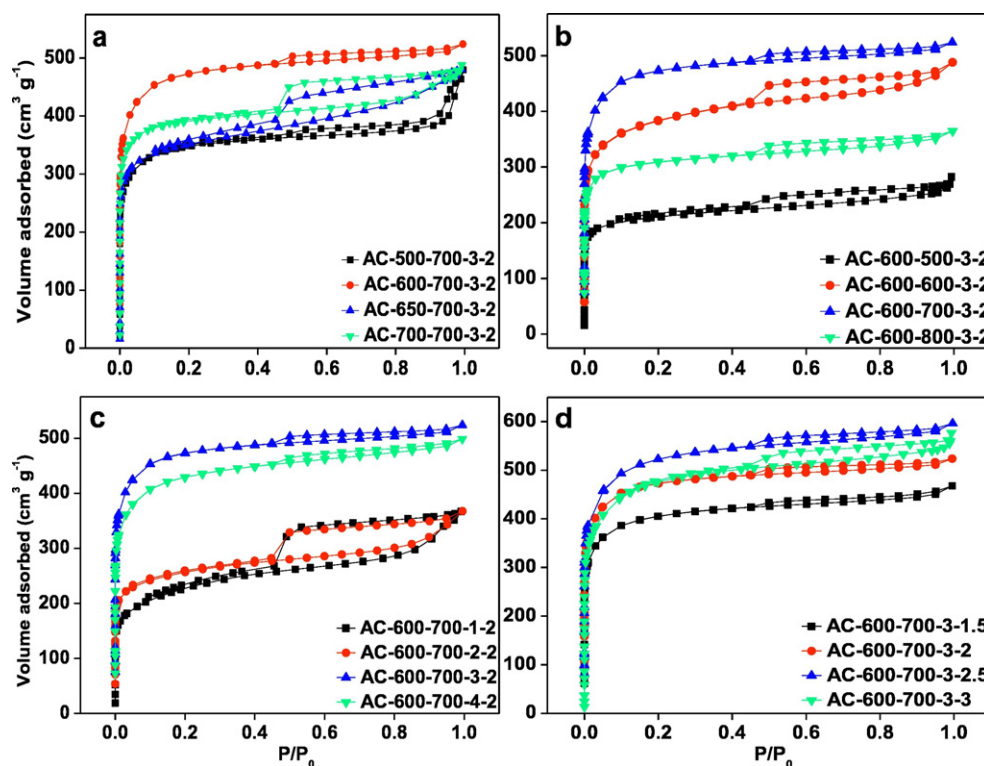 a
Volume adsorbed (cm³ g⁻¹)
500
400
300
200
100
0
0.0 0.2 0.4 0.6 0.8 1.0
AC-500-700-3-2
AC-600-700-3-2
AC-650-700-3-2
AC-700-700-3-2
b
500
400
300
200
100
0
0.0 0.2 0.4 0.6 0.8 1.0
AC-600-500-3-2
AC-600-600-3-2
AC-600-700-3-2
AC-600-800-3-2
c
Volume adsorbed (cm³ g⁻¹)
500
400
300
200
100
0
0.0 0.2 0.4 0.6 0.8 1.0
P/P₀
AC-600-700-1-2
AC-600-700-2-2
AC-600-700-3-2
AC-600-700-4-2
d
600
500
400
300
200
100
0
0.0 0.2 0.4 0.6 0.8 1.0
P/P₀
AC-600-700-3-1.5
AC-600-700-3-2
AC-600-700-3-2.5
AC-600-700-3-3